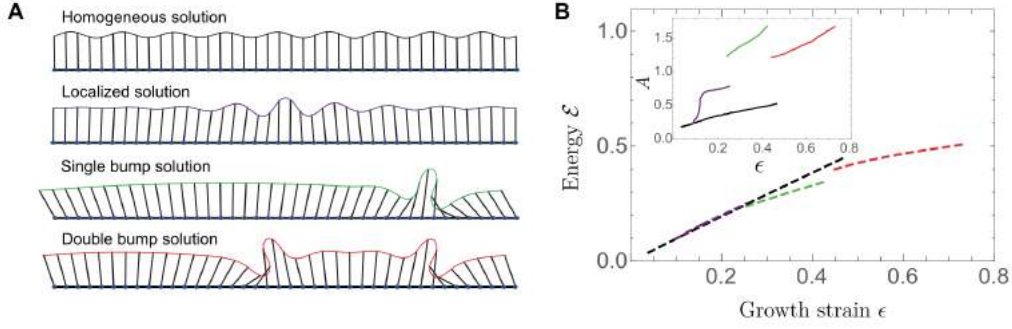 A
Homogeneous solution
Localized solution
Single bump solution
Double bump solution
B
Energy ℰ
1.0
0.5
0.0
0.2
0.4
0.6
0.8
Growth strain ϵ
A
1.5
1.0
0.5
0.0
0.2
0.4
0.6
0.8
ϵ